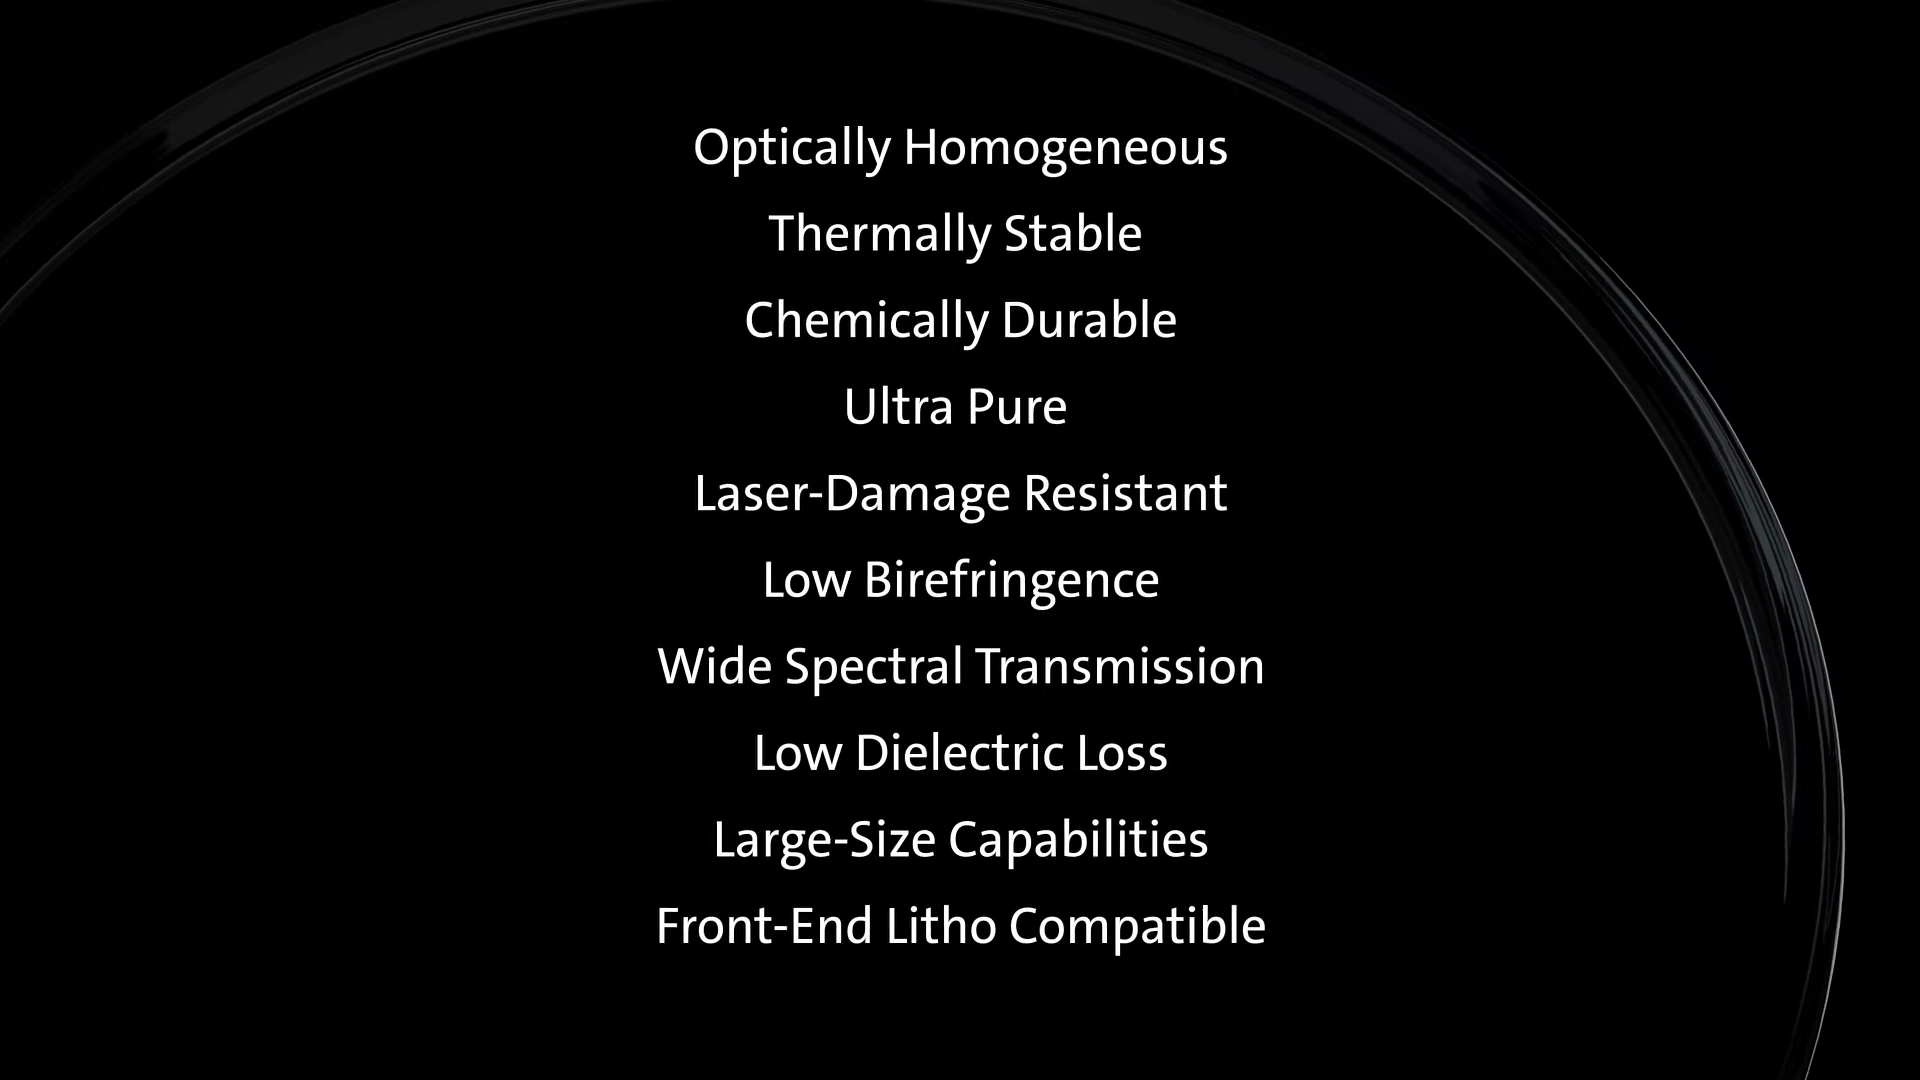 Optically Homogeneous
Thermally Stable
Chemically Durable
Ultra Pure
Laser-Damage Resistant
Low Birefringence
Wide Spectral Transmission
Low Dielectric Loss
Large-Size Capabilities
Front-End Litho Compatible